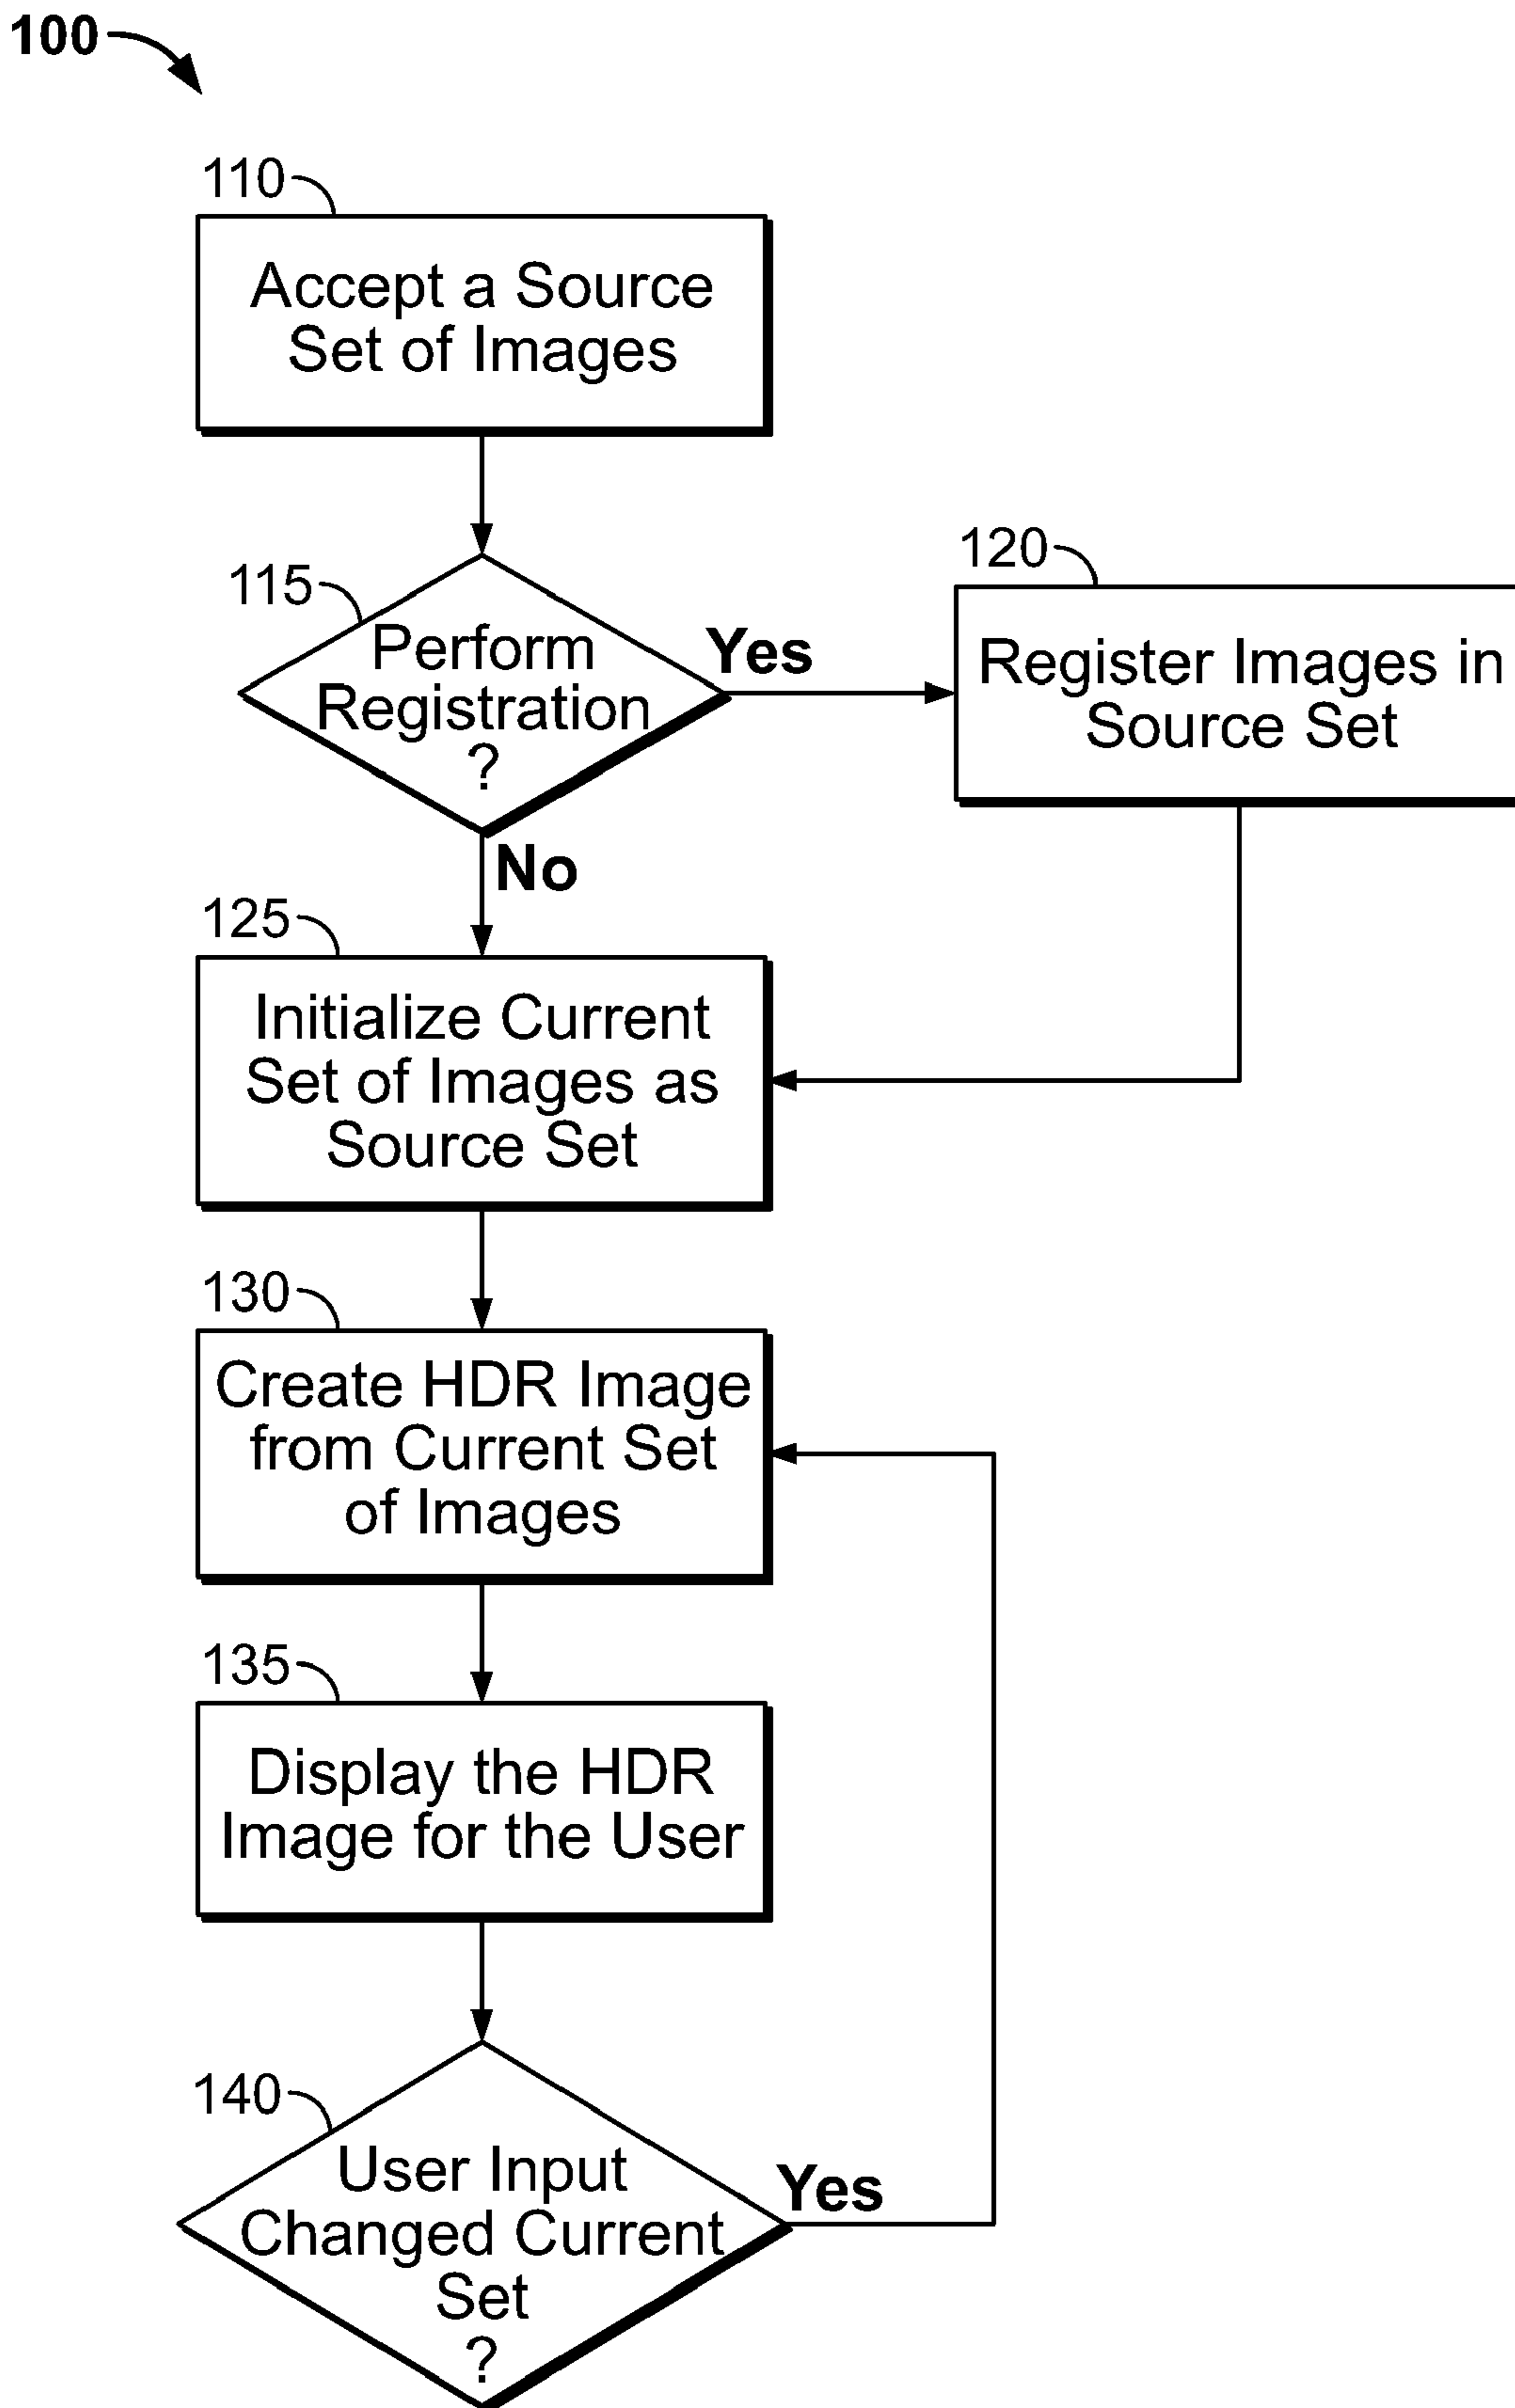 100
110
Accept a Source
Set of Images
115
Perform
Registration
?
Yes
120
Register Images in
Source Set
No
125
Initialize Current
Set of Images as
Source Set
130
Create HDR Image
from Current Set
of Images
135
Display the HDR
Image for the User
140
User Input
Changed Current
Set
?
Yes